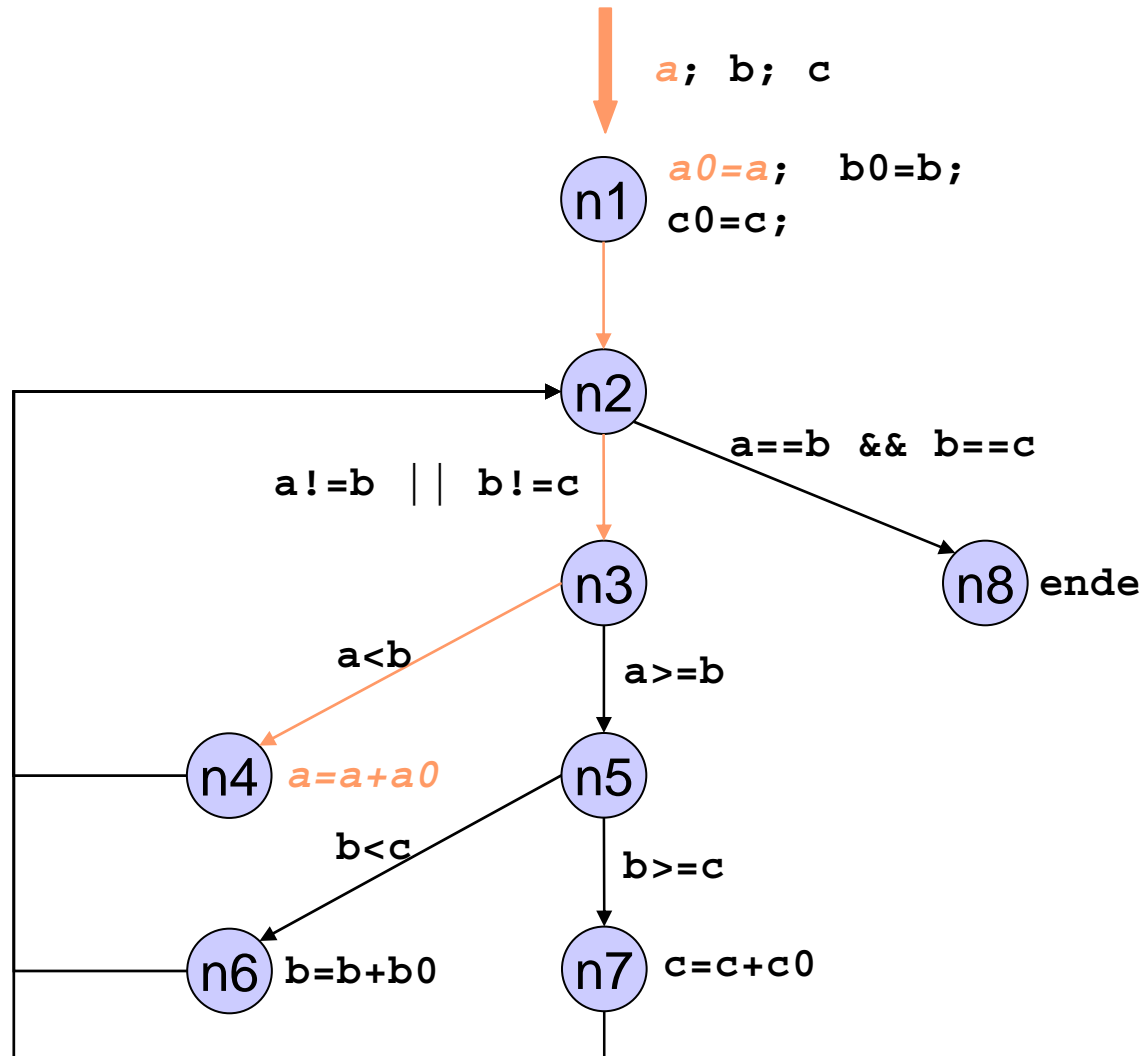 a; b; c
n1
a0=a; b0=b;
c0=c;
n2
a==b && b==c
a!=b || b!=c
n3
n8 ende
a<b
a>=b
n4 a=a+a0
n5
b<c
b>=c
n6 b=b+b0
n7 c=c+c0